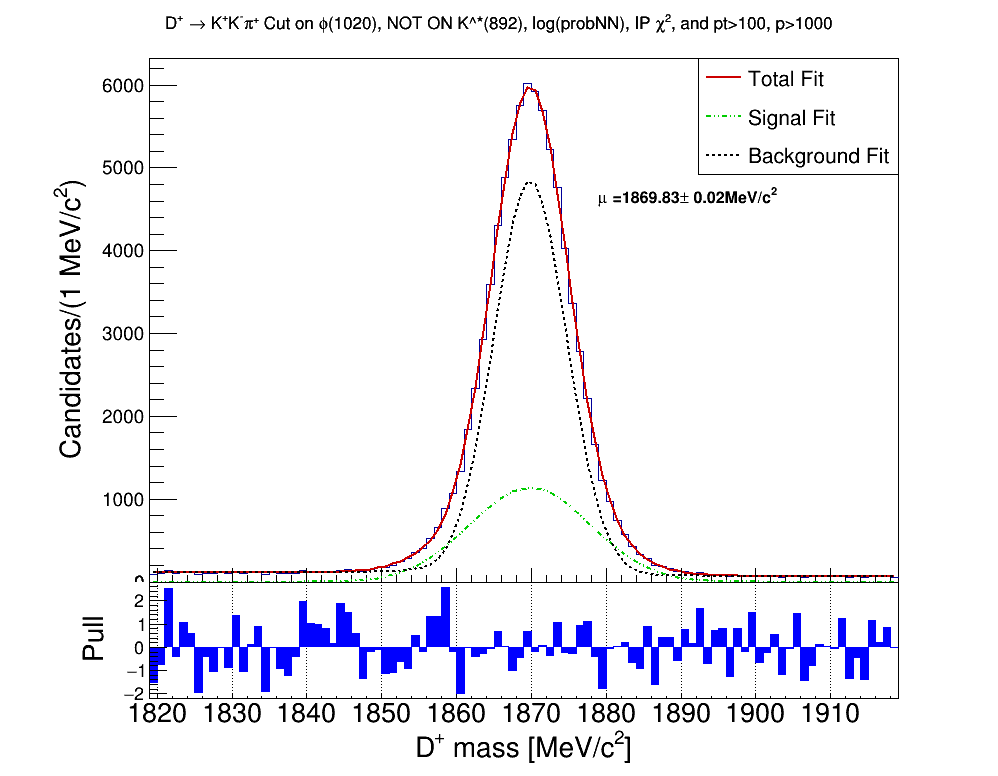 D⁺ → K⁺K⁻π⁺ Cut on φ(1020), NOT ON K^*(892), log(probNN), IP χ², and pt>100, p>1000
Total Fit
Signal Fit
Background Fit
μ =1869.83± 0.02MeV/c²
Candidates/(1 MeV/c²)
6000
5000
4000
3000
2000
1000
0
Pull
2
1
0
−1
−2
1820 1830 1840 1850 1860 1870 1880 1890 1900 1910
D⁺ mass [MeV/c²]